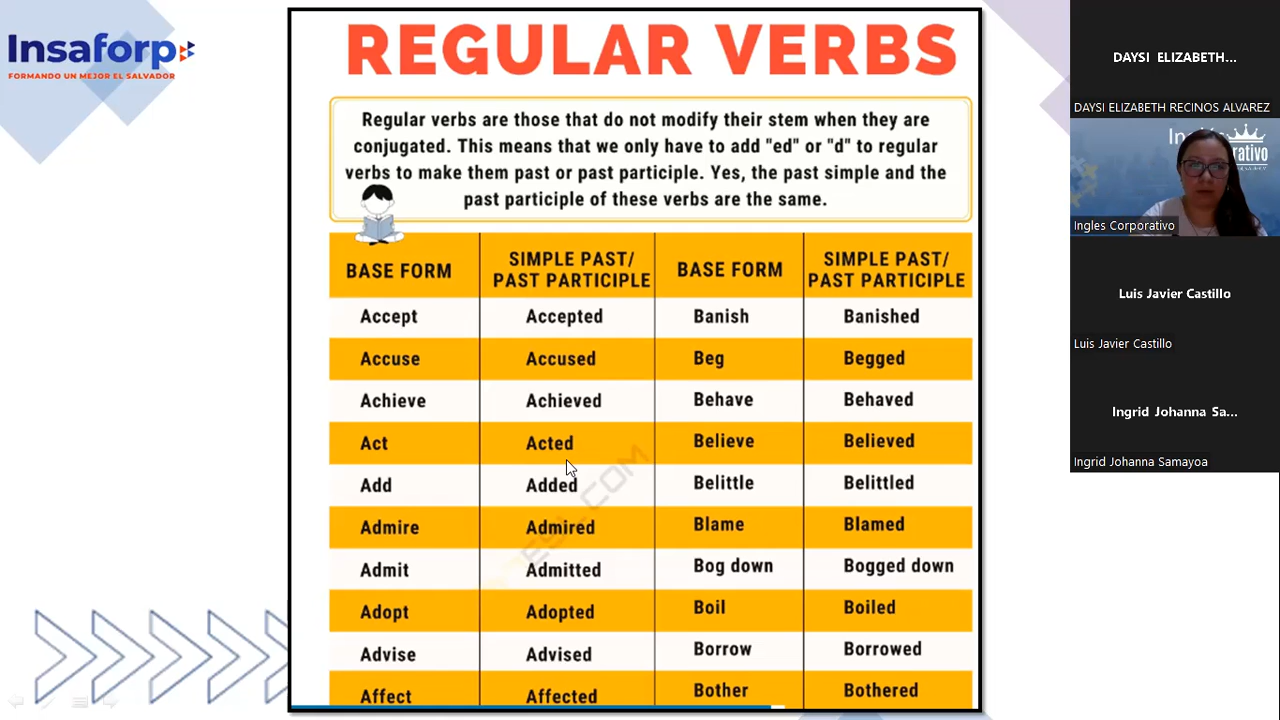 Insaforp
FORMANDO UN MEJOR EL SALVADOR
REGULAR VERBS
Regular verbs are those that do not modify their stem when they are
conjugated. This means that we only have to add "ed" or "d" to regular
verbs to make them past or past participle. Yes, the past simple and the
past participle of these verbs are the same.
BASE FORM SIMPLE PAST/ PAST PARTICIPLE BASE FORM SIMPLE PAST/ PAST PARTICIPLE
Accept Accepted Banish Banished
Accuse Accused Beg Begged
Achieve Achieved Behave Behaved
Act Acted Believe Believed
Add Added Belittle Belittled
Admire Admired Blame Blamed
Admit Admitted Bog down Bogged down
Adopt Adopted Boil Boiled
Advise Advised Borrow Borrowed
Affect Affected Bother Bothered
DAYSI ELIZABETH...
DAYSI ELIZABETH RECINOS ALVAREZ
Ingles Corporativo
Luis Javier Castillo
Luis Javier Castillo
Ingrid Johanna Sa...
Ingrid Johanna Samayoa